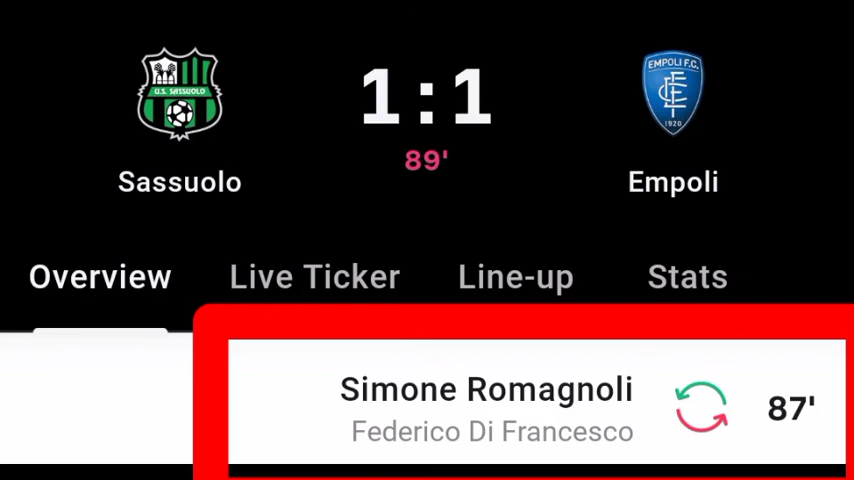 U.S. SASSUOLO
EMPOLI F.C.
1920
1 : 1
89'
Sassuolo
Empoli
Overview Live Ticker Line-up Stats
Simone Romagnoli
87'
Federico Di Francesco